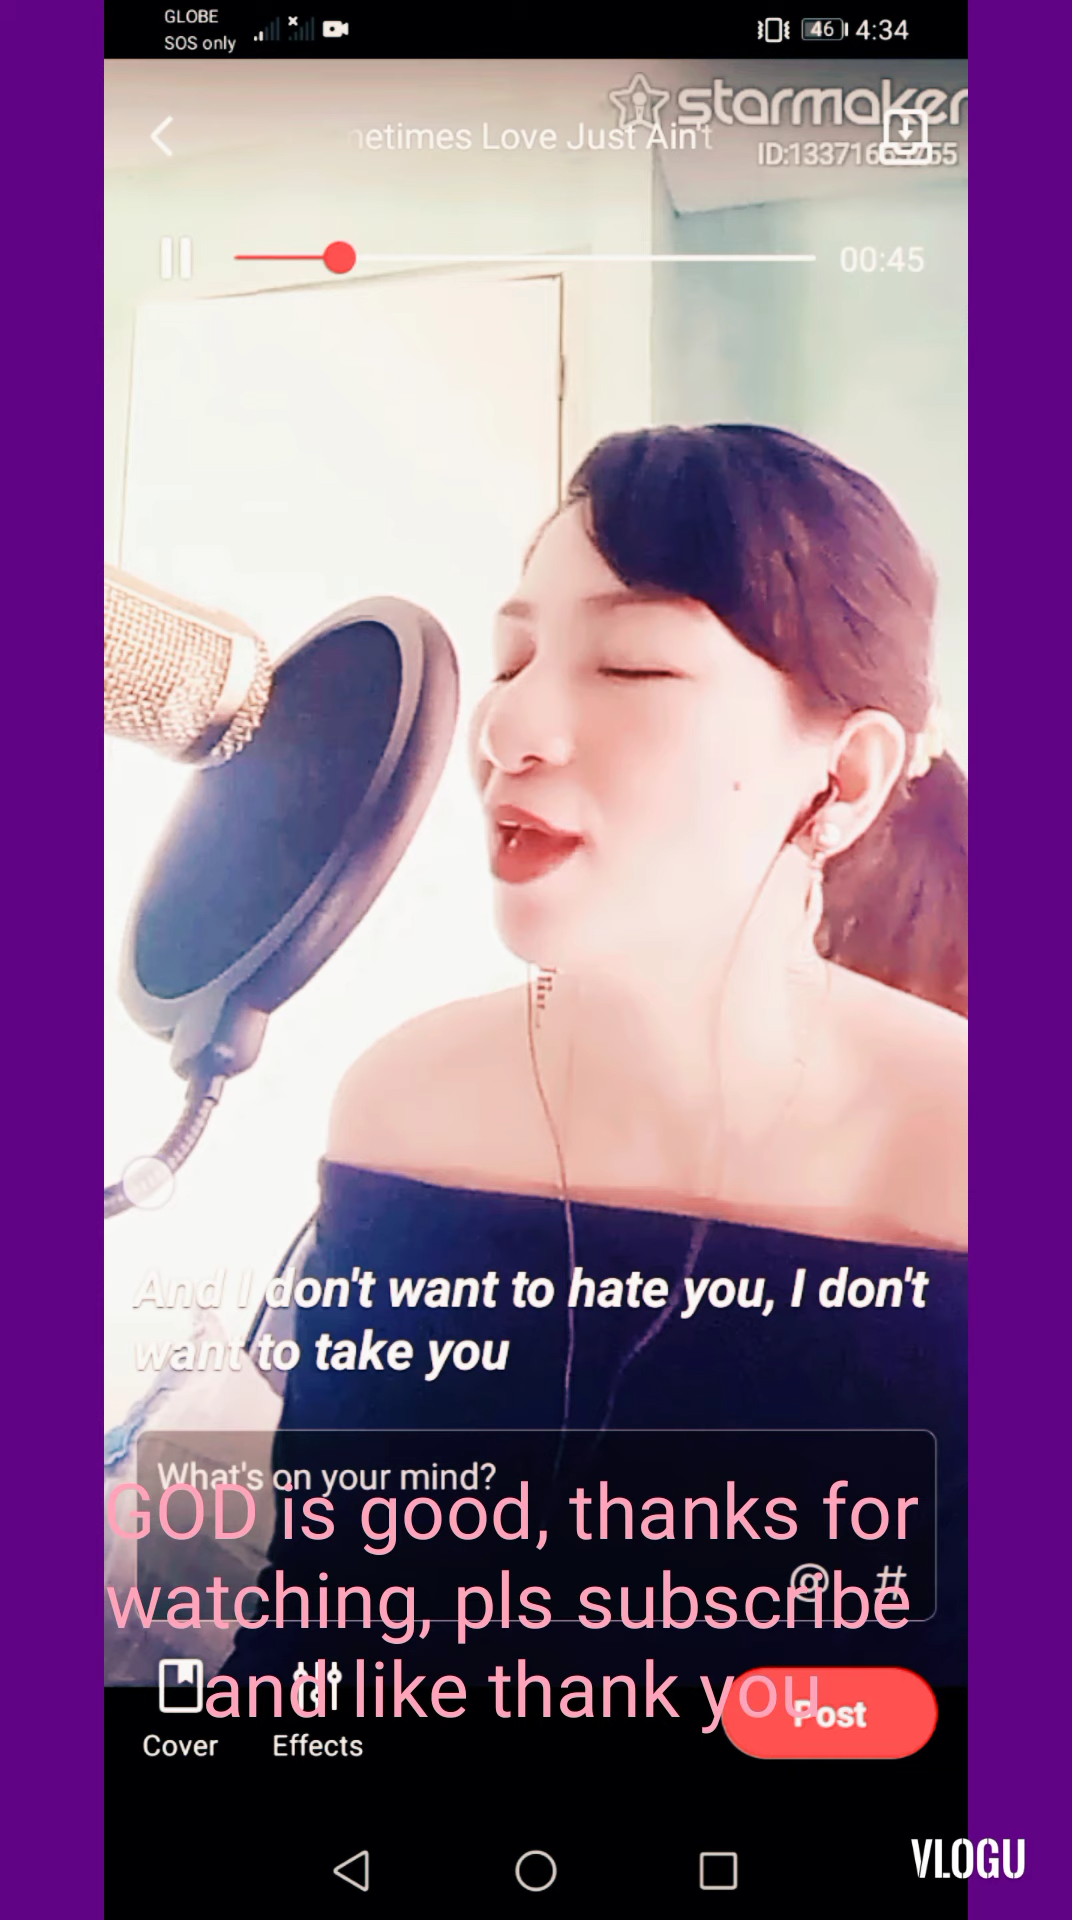 GLOBE
SOS only
46 4:34
starmaker
netimes Love Just Ain't
00:45
And I don't want to hate you, I don't
want to take you
What's on your mind?
GOD is good, thanks for
watching, pls subscribe
and like thank you
@ #
Cover Effects Post
VLOGU